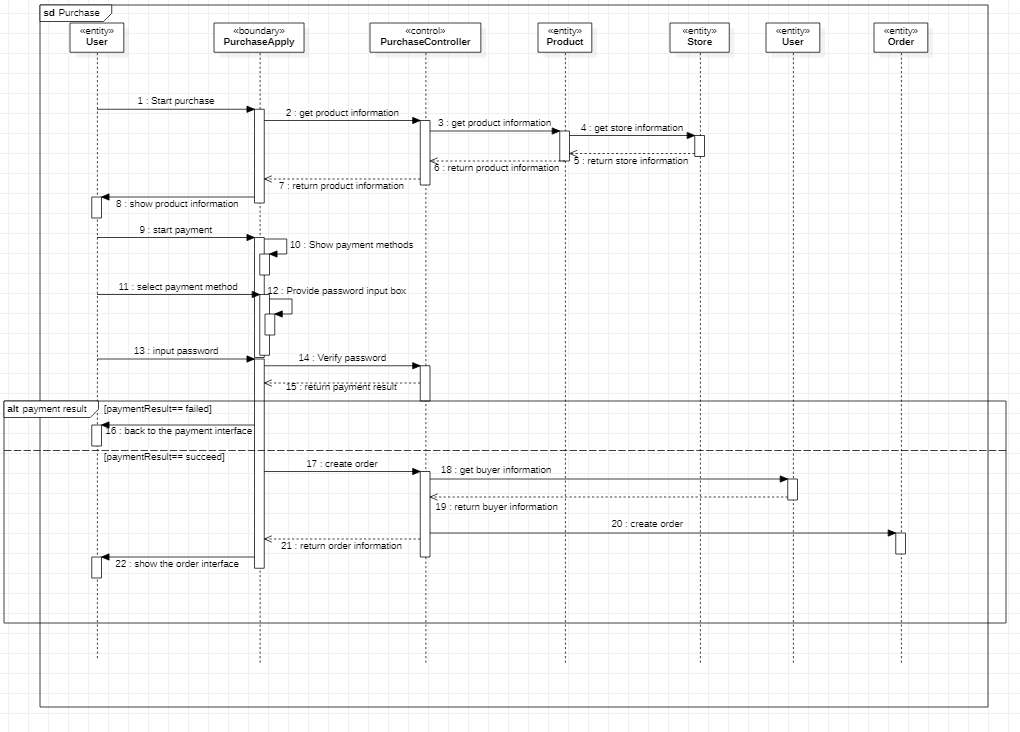 sd Purchase
«entity»
User
«boundary»
PurchaseApply
«control»
PurchaseController
«entity»
Product
«entity»
Store
«entity»
User
«entity»
Order
1 : Start purchase
2 : get product information
3 : get product information
4 : get store information
5 : return store information
6 : return product information
7 : return product information
8 : show product information
9 : start payment
10 : Show payment methods
11 : select payment method
12 : Provide password input box
13 : input password
14 : Verify password
15 : return payment result
alt payment result
[paymentResult== failed]
16 : back to the payment interface
[paymentResult== succeed]
17 : create order
18 : get buyer information
19 : return buyer information
20 : create order
21 : return order information
22 : show the order interface